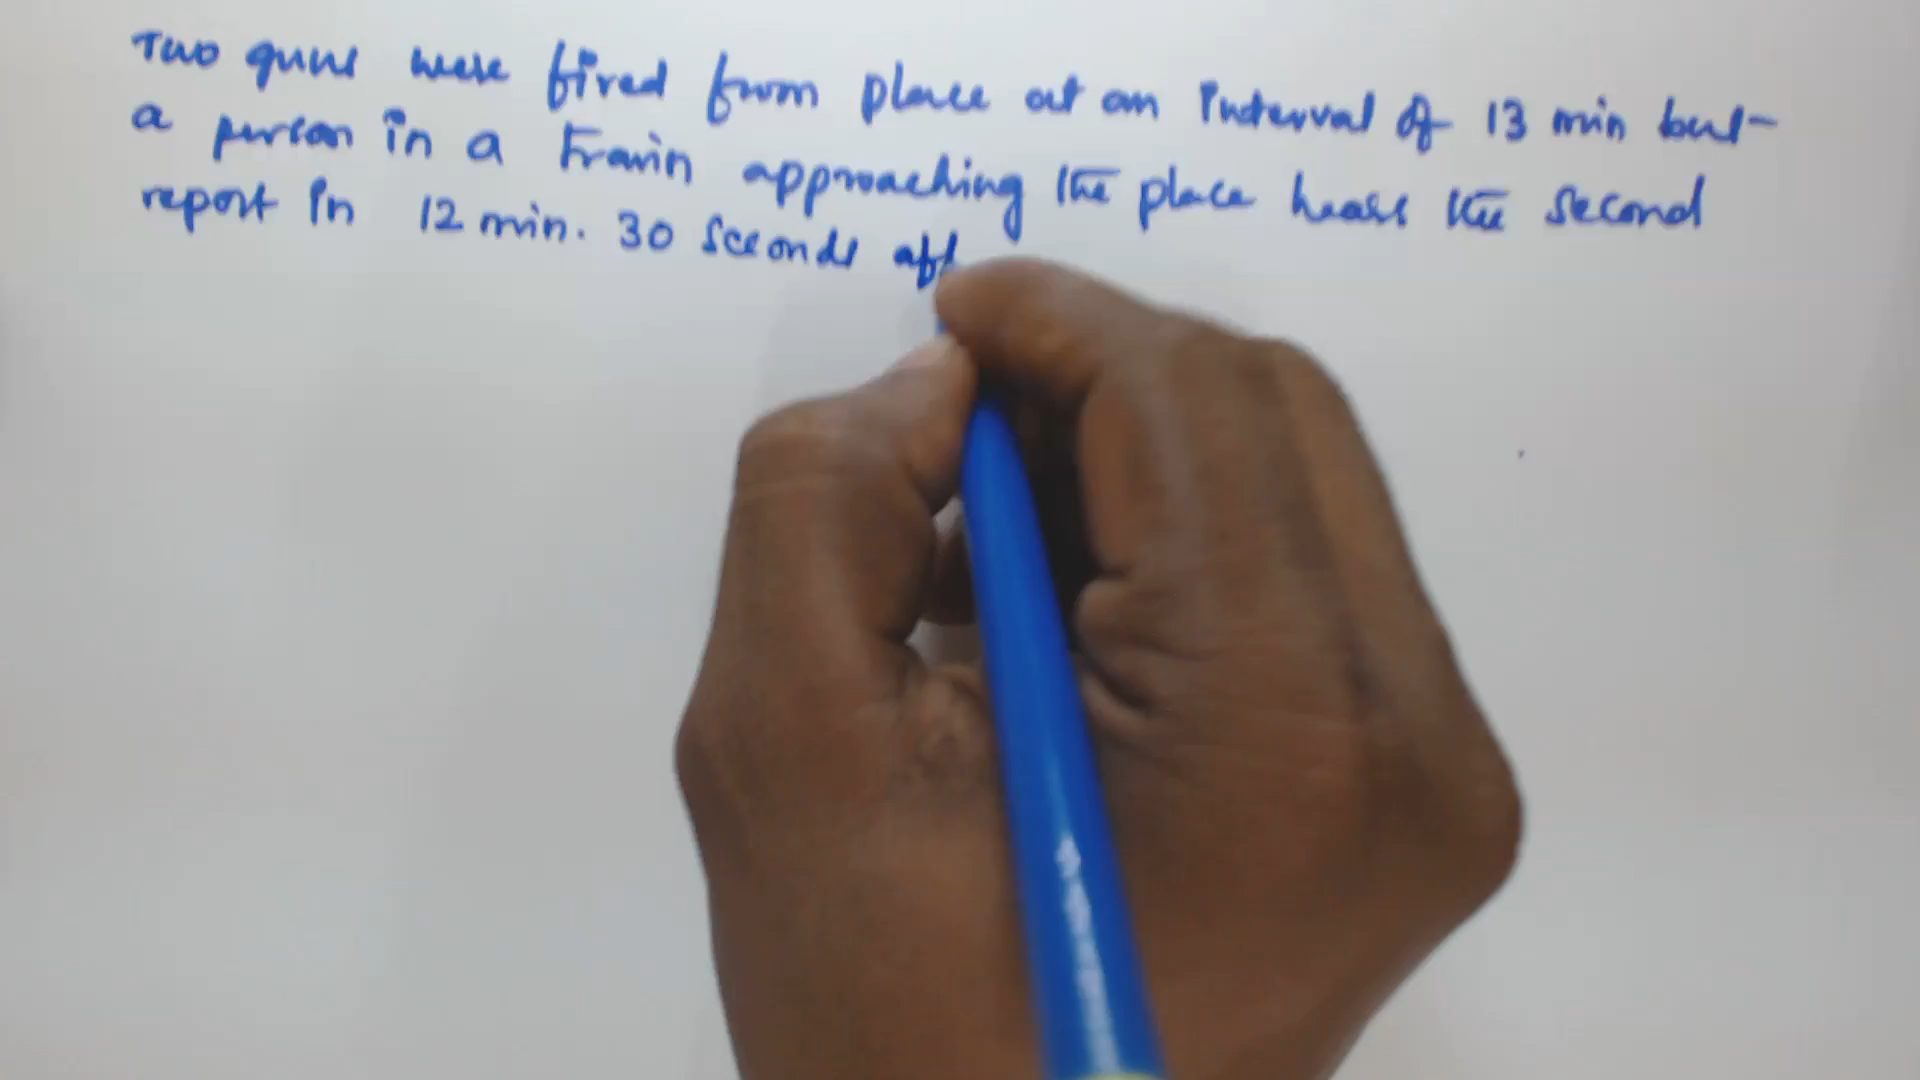 Two guns were fired from place at an interval of 13 min but
a person in a train approaching the place hears the second
report in 12 min. 30 seconds aft